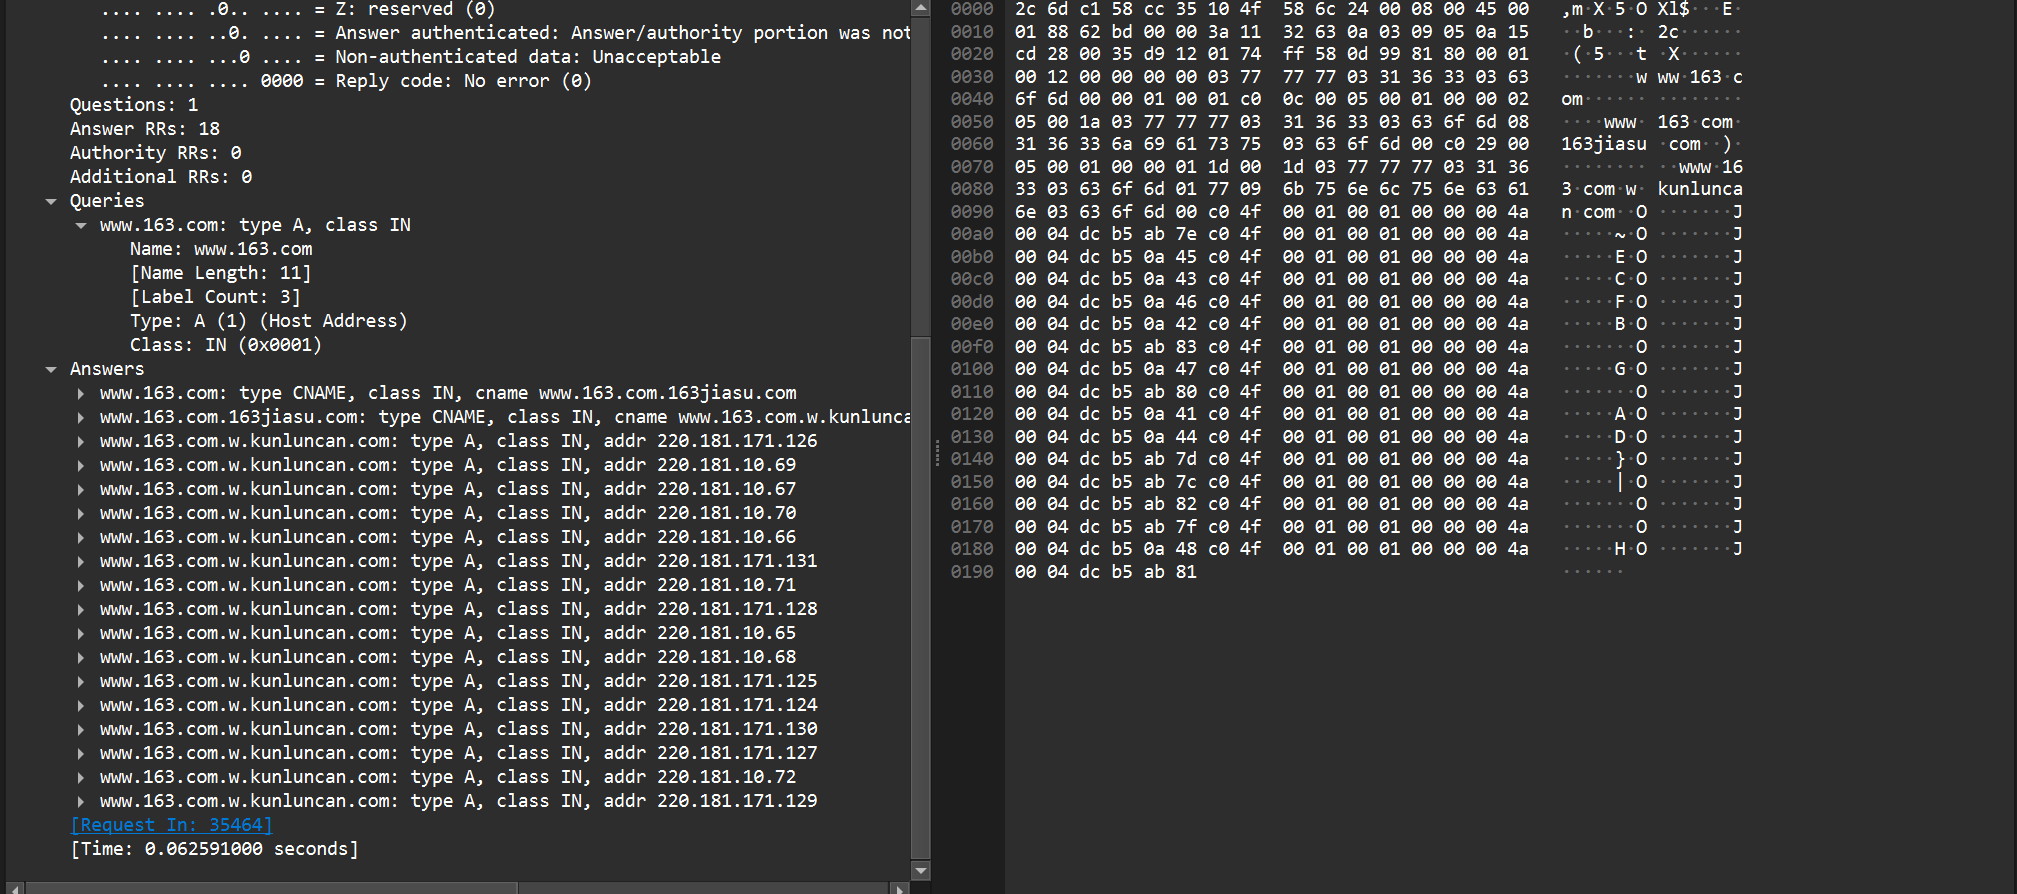 .... .... .0.. .... = Z: reserved (0)
.... .... ..0. .... = Answer authenticated: Answer/authority portion was not
.... .... ...0 .... = Non-authenticated data: Unacceptable
.... .... .... 0000 = Reply code: No error (0)
Questions: 1
Answer RRs: 18
Authority RRs: 0
Additional RRs: 0
Queries
www.163.com: type A, class IN
Name: www.163.com
[Name Length: 11]
[Label Count: 3]
Type: A (1) (Host Address)
Class: IN (0x0001)
Answers
www.163.com: type CNAME, class IN, cname www.163.com.163jiasu.com
www.163.com.163jiasu.com: type CNAME, class IN, cname www.163.com.w.kunlunca
www.163.com.w.kunluncan.com: type A, class IN, addr 220.181.171.126
www.163.com.w.kunluncan.com: type A, class IN, addr 220.181.10.69
www.163.com.w.kunluncan.com: type A, class IN, addr 220.181.10.67
www.163.com.w.kunluncan.com: type A, class IN, addr 220.181.10.70
www.163.com.w.kunluncan.com: type A, class IN, addr 220.181.10.66
www.163.com.w.kunluncan.com: type A, class IN, addr 220.181.171.131
www.163.com.w.kunluncan.com: type A, class IN, addr 220.181.10.71
www.163.com.w.kunluncan.com: type A, class IN, addr 220.181.171.128
www.163.com.w.kunluncan.com: type A, class IN, addr 220.181.10.65
www.163.com.w.kunluncan.com: type A, class IN, addr 220.181.10.68
www.163.com.w.kunluncan.com: type A, class IN, addr 220.181.171.125
www.163.com.w.kunluncan.com: type A, class IN, addr 220.181.171.124
www.163.com.w.kunluncan.com: type A, class IN, addr 220.181.171.130
www.163.com.w.kunluncan.com: type A, class IN, addr 220.181.171.127
www.163.com.w.kunluncan.com: type A, class IN, addr 220.181.10.72
www.163.com.w.kunluncan.com: type A, class IN, addr 220.181.171.129
[Request In: 35464]
[Time: 0.062591000 seconds]
0000 2c 6d c1 58 cc 35 10 4f 58 6c 24 00 08 00 45 00 ,m·X·5·O Xl$···E·
0010 01 88 62 bd 00 00 3a 11 32 63 0a 03 09 05 0a 15 ··b···:· 2c······
0020 cd 28 00 35 d9 12 01 74 ff 58 0d 99 81 80 00 01 ·(·5···t ·X······
0030 00 12 00 00 00 00 03 77 77 77 03 31 36 33 03 63 ·······w ww·163·c
0040 6f 6d 00 00 01 00 01 c0 0c 00 05 00 01 00 00 02 om······ ········
0050 05 00 1a 03 77 77 77 03 31 36 33 03 63 6f 6d 08 ····www· 163·com·
0060 31 36 33 6a 69 61 73 75 03 63 6f 6d 00 c0 29 00 163jiasu ·com··)·
0070 05 00 01 00 00 01 1d 00 1d 03 77 77 77 03 31 36 ········ ··www·16
0080 33 03 63 6f 6d 01 77 09 6b 75 6e 6c 75 6e 63 61 3·com·w· kunlunca
0090 6e 03 63 6f 6d 00 c0 4f 00 01 00 01 00 00 00 4a n·com··O ·······J
00a0 00 04 dc b5 ab 7e c0 4f 00 01 00 01 00 00 00 4a ·····~·O ·······J
00b0 00 04 dc b5 0a 45 c0 4f 00 01 00 01 00 00 00 4a ·····E·O ·······J
00c0 00 04 dc b5 0a 43 c0 4f 00 01 00 01 00 00 00 4a ·····C·O ·······J
00d0 00 04 dc b5 0a 46 c0 4f 00 01 00 01 00 00 00 4a ·····F·O ·······J
00e0 00 04 dc b5 0a 42 c0 4f 00 01 00 01 00 00 00 4a ·····B·O ·······J
00f0 00 04 dc b5 ab 83 c0 4f 00 01 00 01 00 00 00 4a ·······O ·······J
0100 00 04 dc b5 0a 47 c0 4f 00 01 00 01 00 00 00 4a ·····G·O ·······J
0110 00 04 dc b5 ab 80 c0 4f 00 01 00 01 00 00 00 4a ·······O ·······J
0120 00 04 dc b5 0a 41 c0 4f 00 01 00 01 00 00 00 4a ·····A·O ·······J
0130 00 04 dc b5 0a 44 c0 4f 00 01 00 01 00 00 00 4a ·····D·O ·······J
0140 00 04 dc b5 ab 7d c0 4f 00 01 00 01 00 00 00 4a ·····}·O ·······J
0150 00 04 dc b5 ab 7c c0 4f 00 01 00 01 00 00 00 4a ·····|·O ·······J
0160 00 04 dc b5 ab 82 c0 4f 00 01 00 01 00 00 00 4a ·······O ·······J
0170 00 04 dc b5 ab 7f c0 4f 00 01 00 01 00 00 00 4a ·······O ·······J
0180 00 04 dc b5 0a 48 c0 4f 00 01 00 01 00 00 00 4a ·····H·O ·······J
0190 00 04 dc b5 ab 81 ······